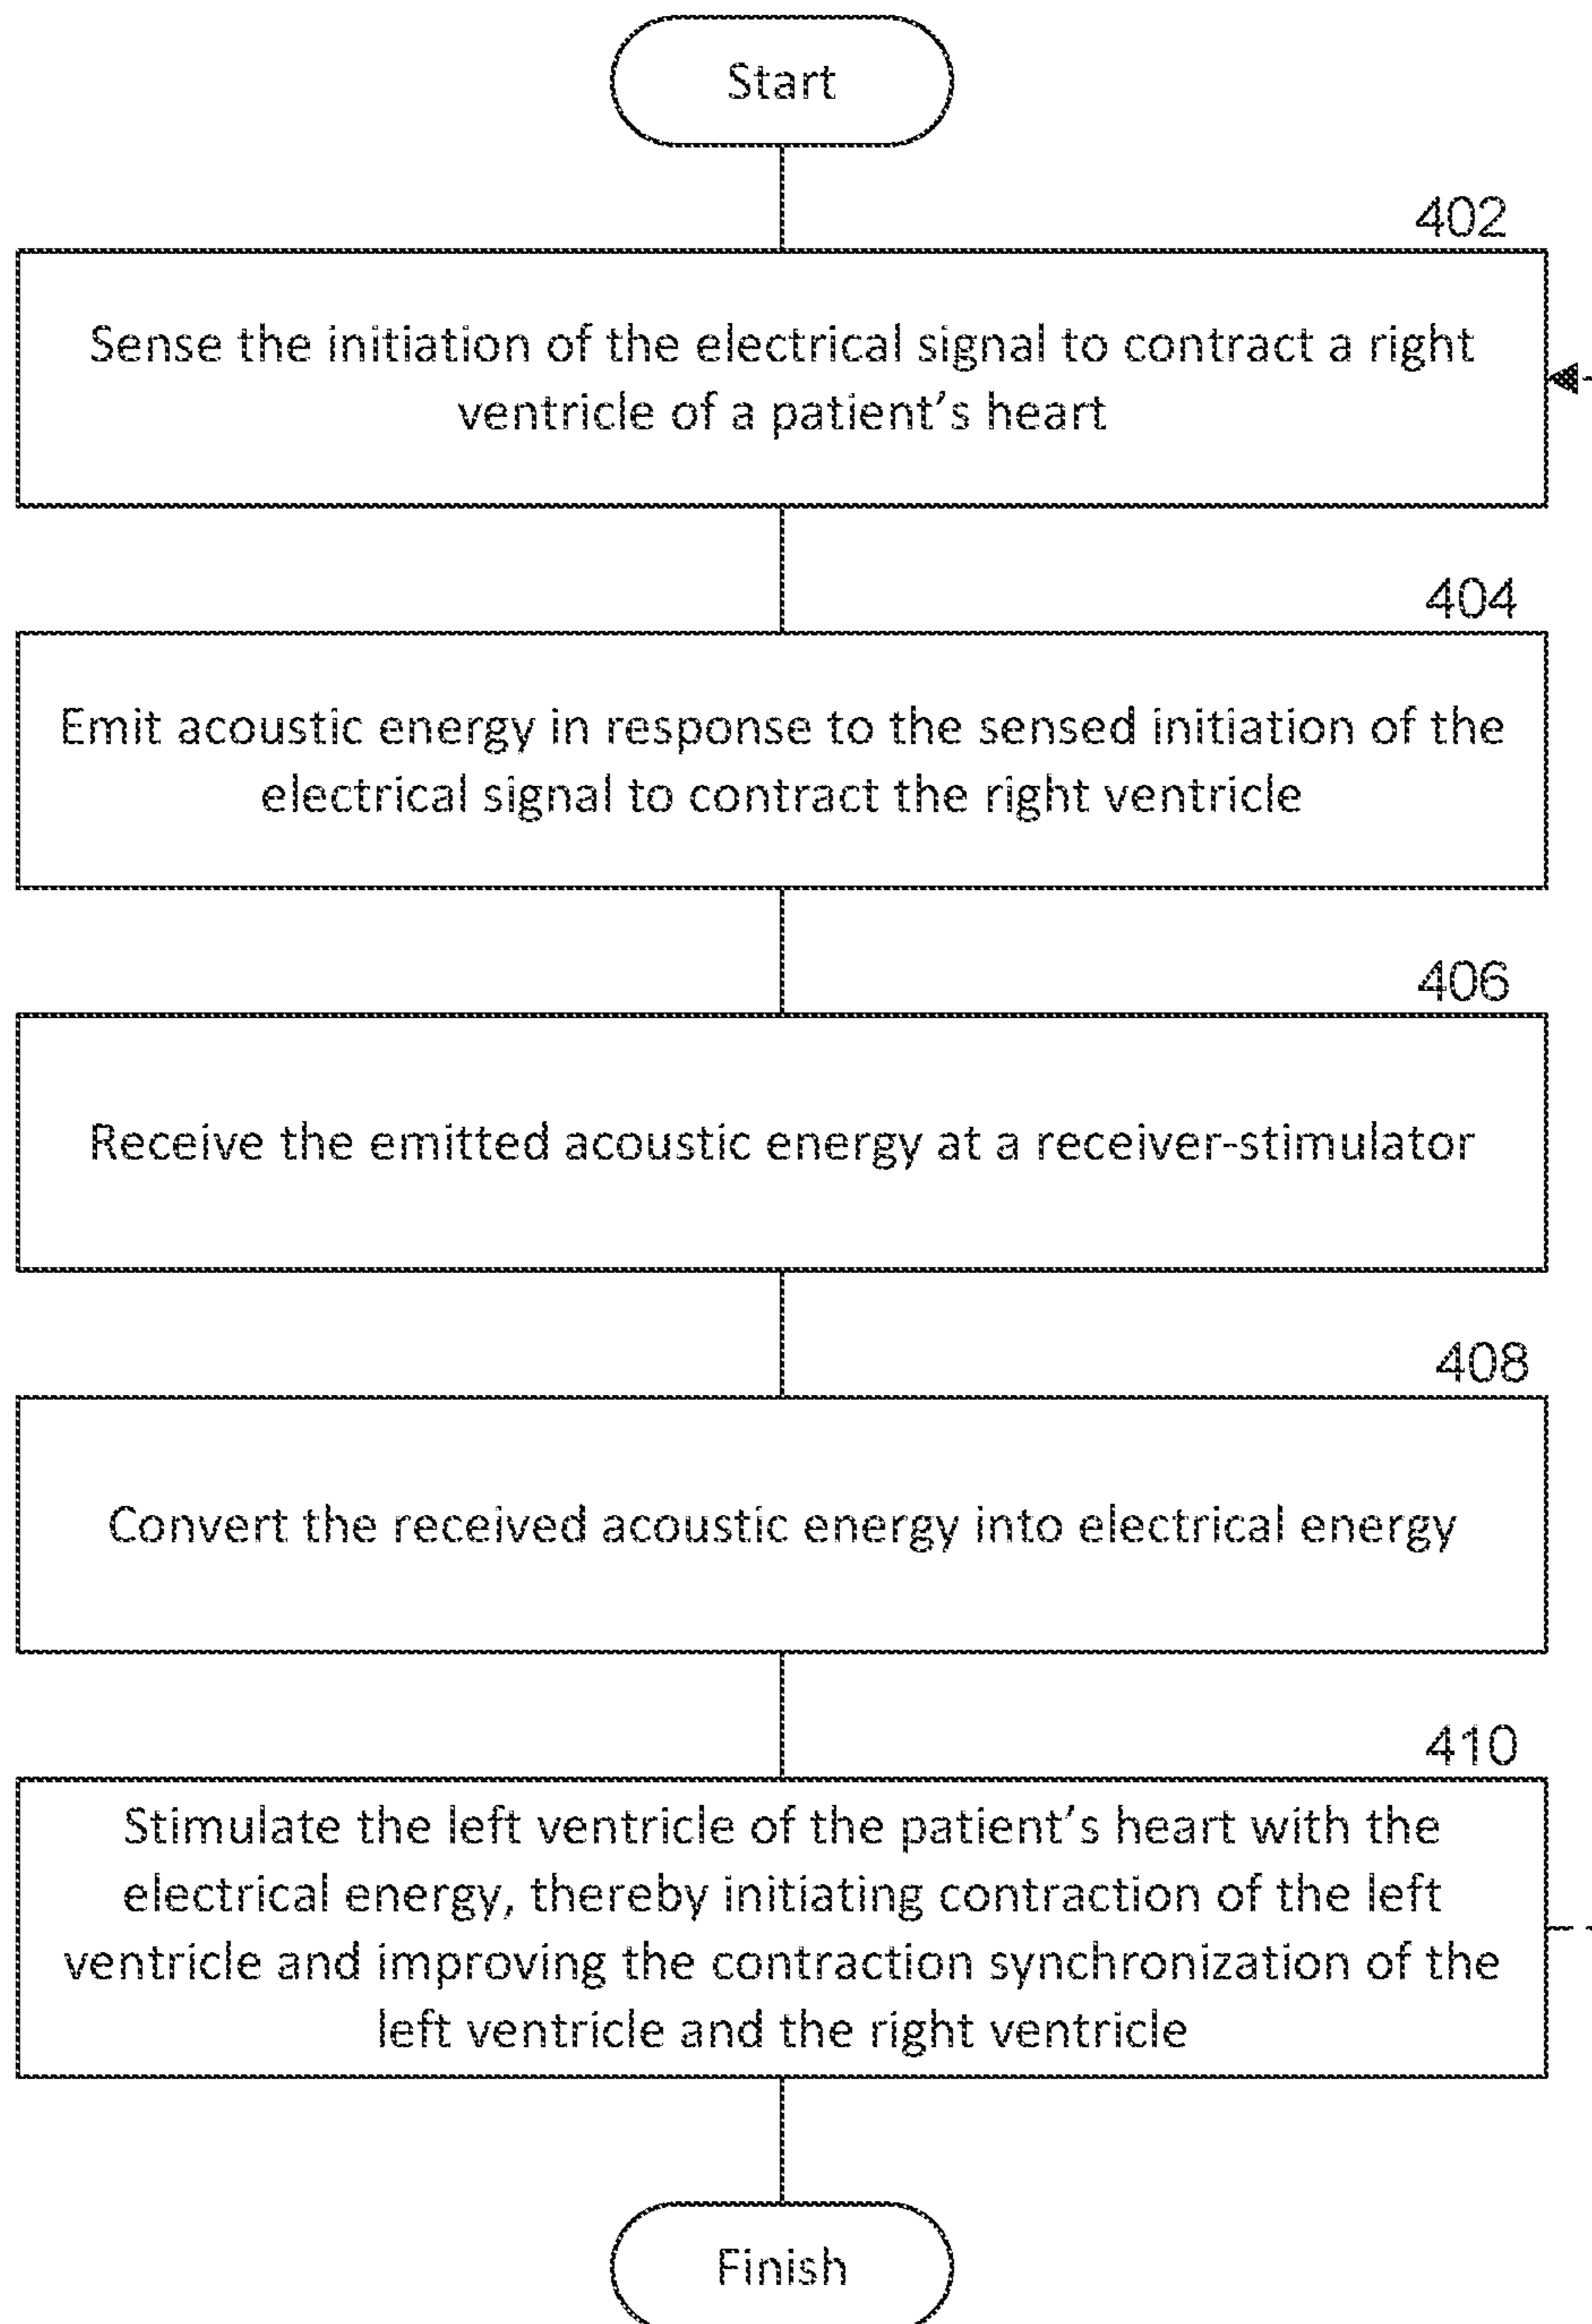 Start
402
Sense the initiation of the electrical signal to contract a right
ventricle of a patient's heart
404
Emit acoustic energy in response to the sensed initiation of the
electrical signal to contract the right ventricle
406
Receive the emitted acoustic energy at a receiver-stimulator
408
Convert the received acoustic energy into electrical energy
410
Stimulate the left ventricle of the patient's heart with the
electrical energy, thereby initiating contraction of the left
ventricle and improving the contraction synchronization of the
left ventricle and the right ventricle
Finish